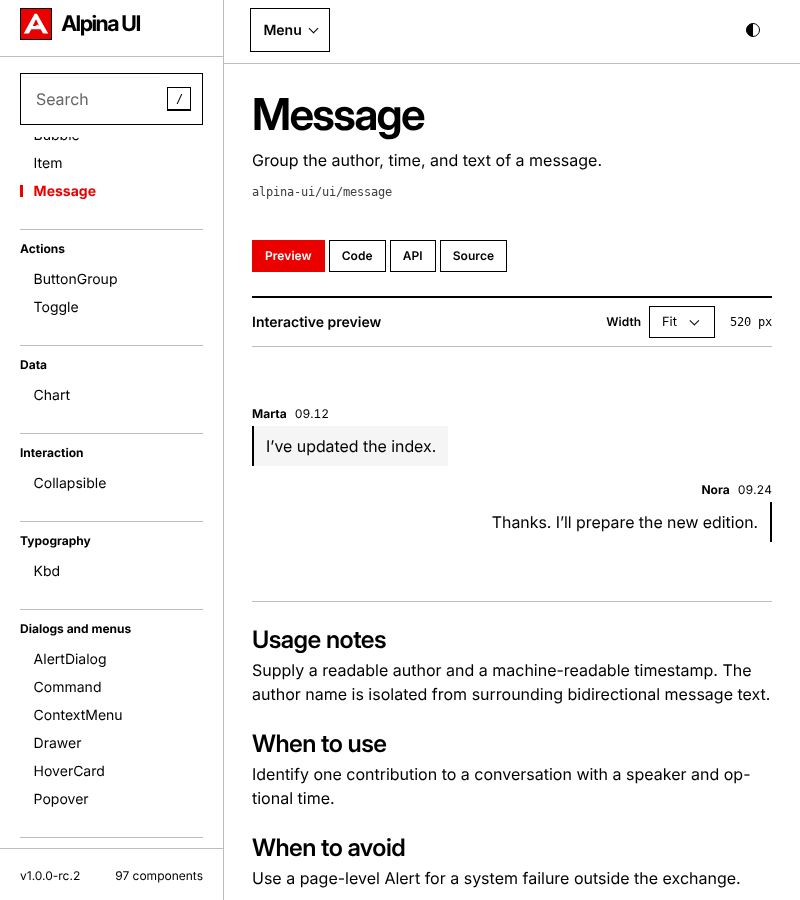 Alpina UI
Menu
Search /
Bubble
Item
Message
Actions
ButtonGroup
Toggle
Data
Chart
Interaction
Collapsible
Typography
Kbd
Dialogs and menus
AlertDialog
Command
ContextMenu
Drawer
HoverCard
Popover
v1.0.0-rc.2 97 components
Message
Group the author, time, and text of a message.
alpina-ui/ui/message
Preview Code API Source
Interactive preview Width Fit 520 px
Marta 09.12
I’ve updated the index.
Nora 09.24
Thanks. I’ll prepare the new edition.
Usage notes
Supply a readable author and a machine-readable timestamp. The
author name is isolated from surrounding bidirectional message text.
When to use
Identify one contribution to a conversation with a speaker and op-
tional time.
When to avoid
Use a page-level Alert for a system failure outside the exchange.